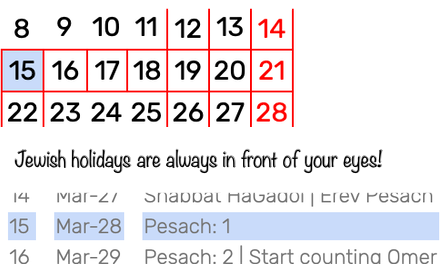 8 9 10 11 12 13 14
15 16 17 18 19 20 21
22 23 24 25 26 27 28
Jewish holidays are always in front of your eyes!
14 Mar-27 Shabbat HaGadol | Erev Pesach
15 Mar-28 Pesach: 1
16 Mar-29 Pesach: 2 | Start counting Omer